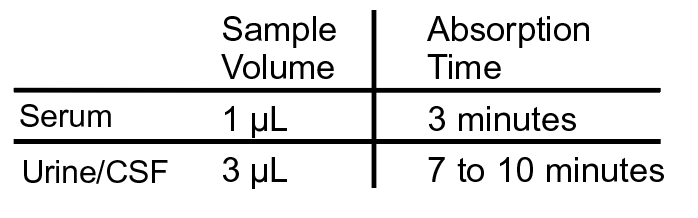 Sample Volume Absorption Time
Serum 1 µL 3 minutes
Urine/CSF 3 µL 7 to 10 minutes